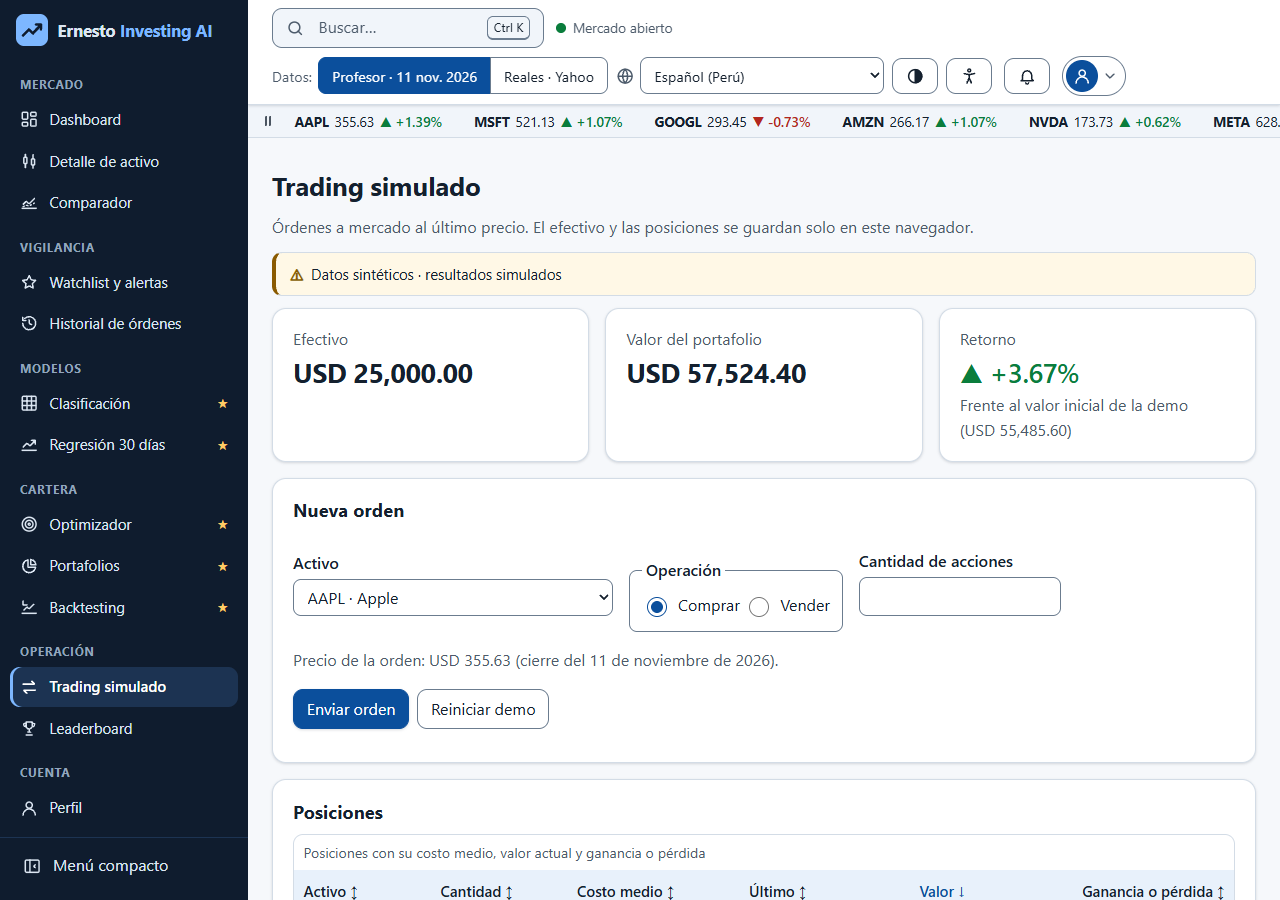 Ernesto Investing AI
MERCADO
Dashboard
Detalle de activo
Comparador
VIGILANCIA
Watchlist y alertas
Historial de órdenes
MODELOS
Clasificación ★
Regresión 30 días ★
CARTERA
Optimizador ★
Portafolios ★
Backtesting ★
OPERACIÓN
Trading simulado
Leaderboard
CUENTA
Perfil
Menú compacto
Buscar... Ctrl K Mercado abierto
Datos: Profesor · 11 nov. 2026 Reales · Yahoo Español (Perú)
AAPL 355.63 ▲ +1.39% MSFT 521.13 ▲ +1.07% GOOGL 293.45 ▼ -0.73% AMZN 266.17 ▲ +1.07% NVDA 173.73 ▲ +0.62% META 628.
Trading simulado
Órdenes a mercado al último precio. El efectivo y las posiciones se guardan solo en este navegador.
Datos sintéticos · resultados simulados
Efectivo
USD 25,000.00
Valor del portafolio
USD 57,524.40
Retorno
▲ +3.67%
Frente al valor inicial de la demo
(USD 55,485.60)
Nueva orden
Activo
AAPL · Apple
Operación
Comprar Vender
Cantidad de acciones
Precio de la orden: USD 355.63 (cierre del 11 de noviembre de 2026).
Enviar orden Reiniciar demo
Posiciones
Posiciones con su costo medio, valor actual y ganancia o pérdida
Activo ↕ Cantidad ↕ Costo medio ↕ Último ↕ Valor ↓ Ganancia o pérdida ↕